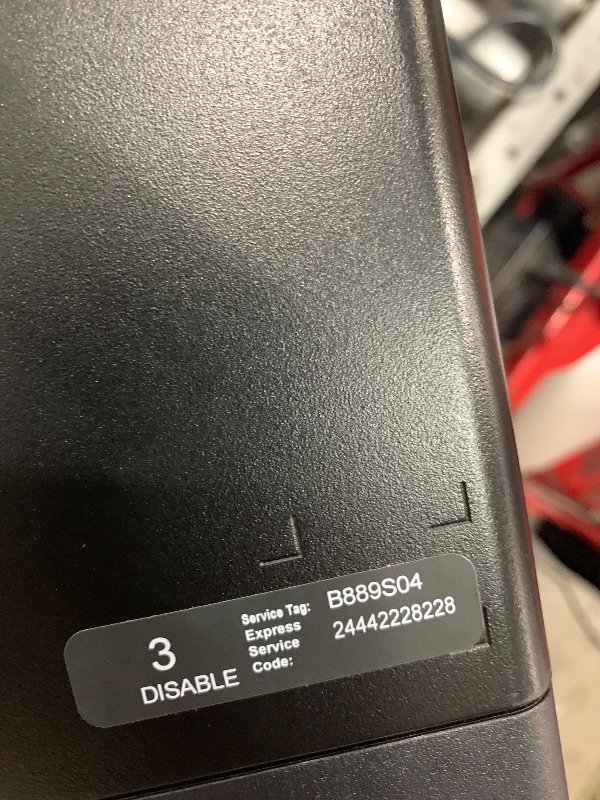 3
DISABLE
Service Tag: B889S04
Express
Service
Code: 24442228228